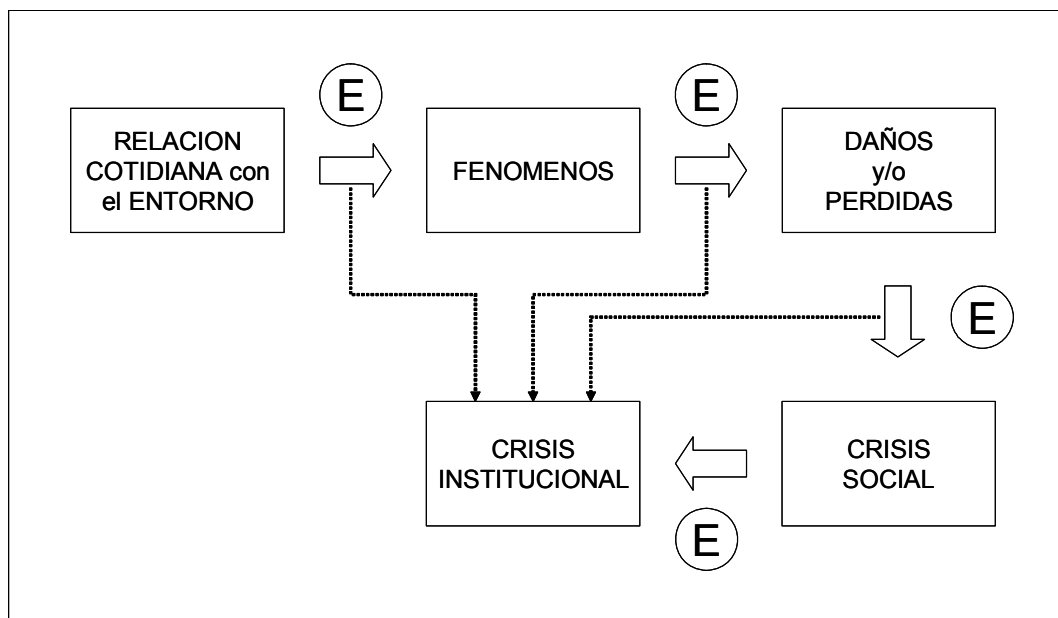 E
E
RELACION
COTIDIANA con
el ENTORNO
FENOMENOS
DAÑOS
y/o
PERDIDAS
E
CRISIS
INSTITUCIONAL
CRISIS
SOCIAL
E